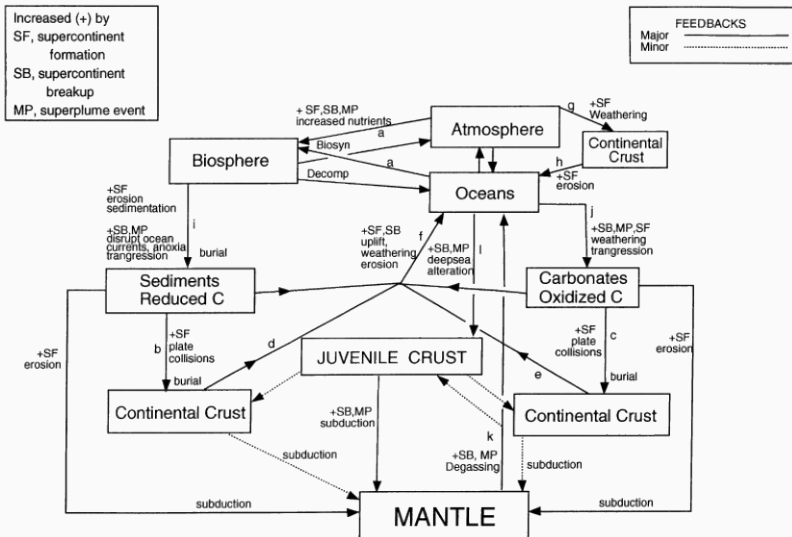 Increased (+) by
SF, supercontinent
formation
SB, supercontinent
breakup
MP, superplume event
FEEDBACKS
Major
Minor
+ SF,SB,MP
increased nutrients
a
Atmosphere
g
+SF
Weathering
Biosphere
Biosyn
a
Continental
Crust
h
Decomp
Oceans
+SF
erosion
+SF
erosion
sedimentation
i
+SB,MP
disrupt ocean
currents, anoxia
trangression
burial
+SF,SB
uplift,
weathering
erosion
f
+SB,MP
deepsea
alteration
l
j
+SB,MP,SF
weathering
trangression
Sediments
Reduced C
Carbonates
Oxidized C
+SF
erosion
b
+SF
plate
collisions
burial
d
JUVENILE CRUST
e
+SF
plate
collisions
c
burial
+SF
erosion
Continental Crust
Continental Crust
+SB,MP
subduction
k
+SB, MP
Degassing
subduction
subduction
subduction
MANTLE
subduction